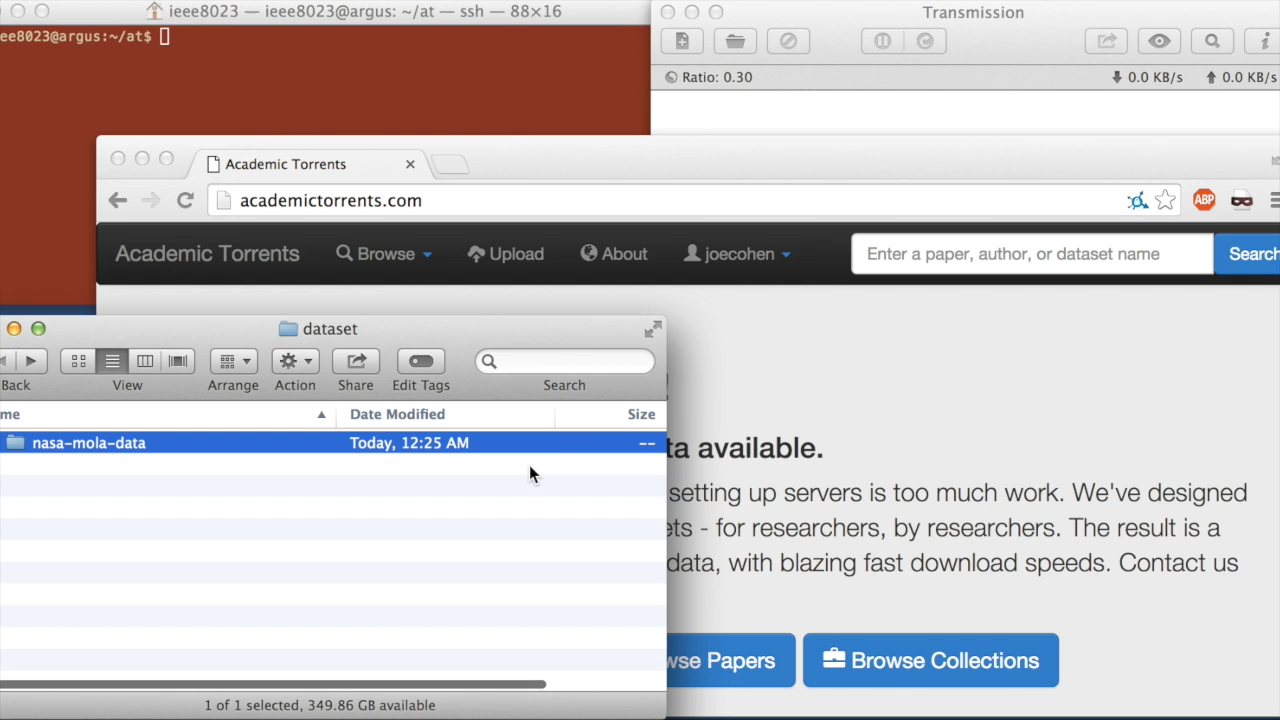 ieee8023 — ieee8023@argus: ~/at — ssh — 88×16
ee8023@argus:~/at$
Transmission
Ratio: 0.30
0.0 KB/s 0.0 KB/s
Academic Torrents
academictorrents.com
ABP
Academic Torrents Browse Upload About joecohen Enter a paper, author, or dataset name Search
dataset
Back View Arrange Action Share Edit Tags Search
me Date Modified Size
nasa-mola-data Today, 12:25 AM --
1 of 1 selected, 349.86 GB available
ta available.
setting up servers is too much work. We've designed
ets - for researchers, by researchers. The result is a
data, with blazing fast download speeds. Contact us
wse Papers Browse Collections